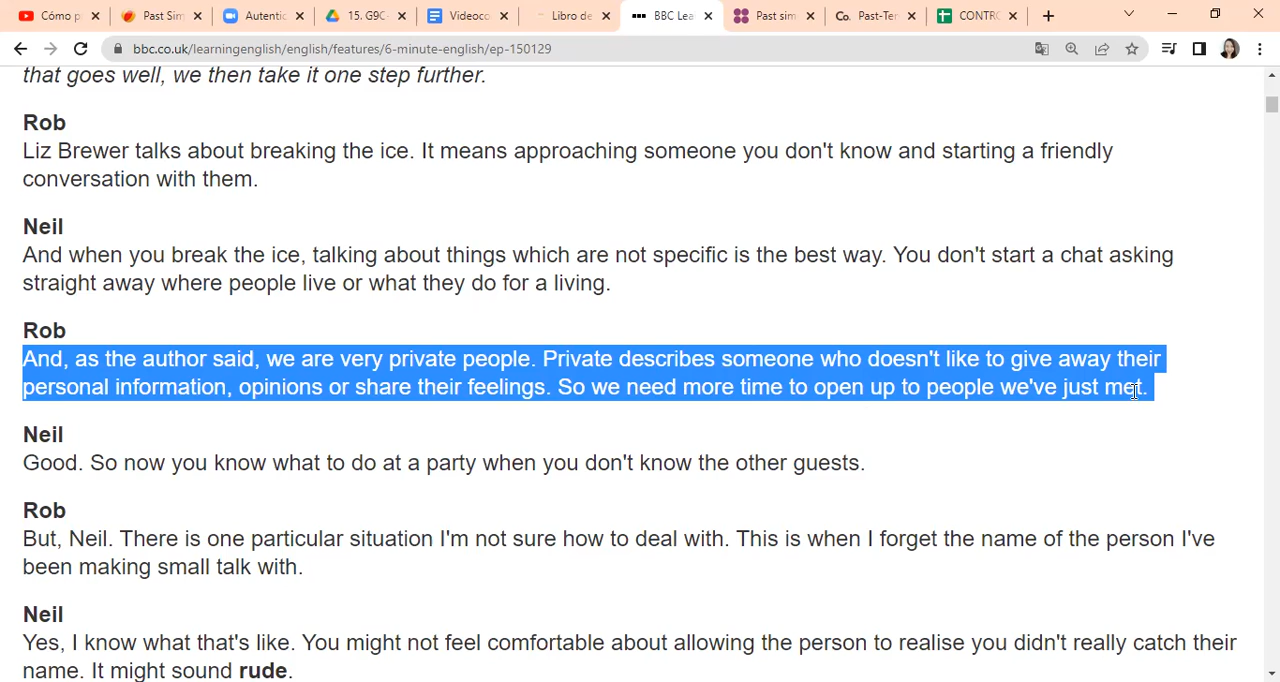 Cómo p
Past Sim
Autentic
15. G9C
Videoco
Libro de
BBC Lea
Past sim
Co. Past-Ter
CONTRO
bbc.co.uk/learningenglish/english/features/6-minute-english/ep-150129
that goes well, we then take it one step further.
Rob
Liz Brewer talks about breaking the ice. It means approaching someone you don't know and starting a friendly
conversation with them.
Neil
And when you break the ice, talking about things which are not specific is the best way. You don't start a chat asking
straight away where people live or what they do for a living.
Rob
And, as the author said, we are very private people. Private describes someone who doesn't like to give away their
personal information, opinions or share their feelings. So we need more time to open up to people we've just met.
Neil
Good. So now you know what to do at a party when you don't know the other guests.
Rob
But, Neil. There is one particular situation I'm not sure how to deal with. This is when I forget the name of the person I've
been making small talk with.
Neil
Yes, I know what that's like. You might not feel comfortable about allowing the person to realise you didn't really catch their
name. It might sound rude.